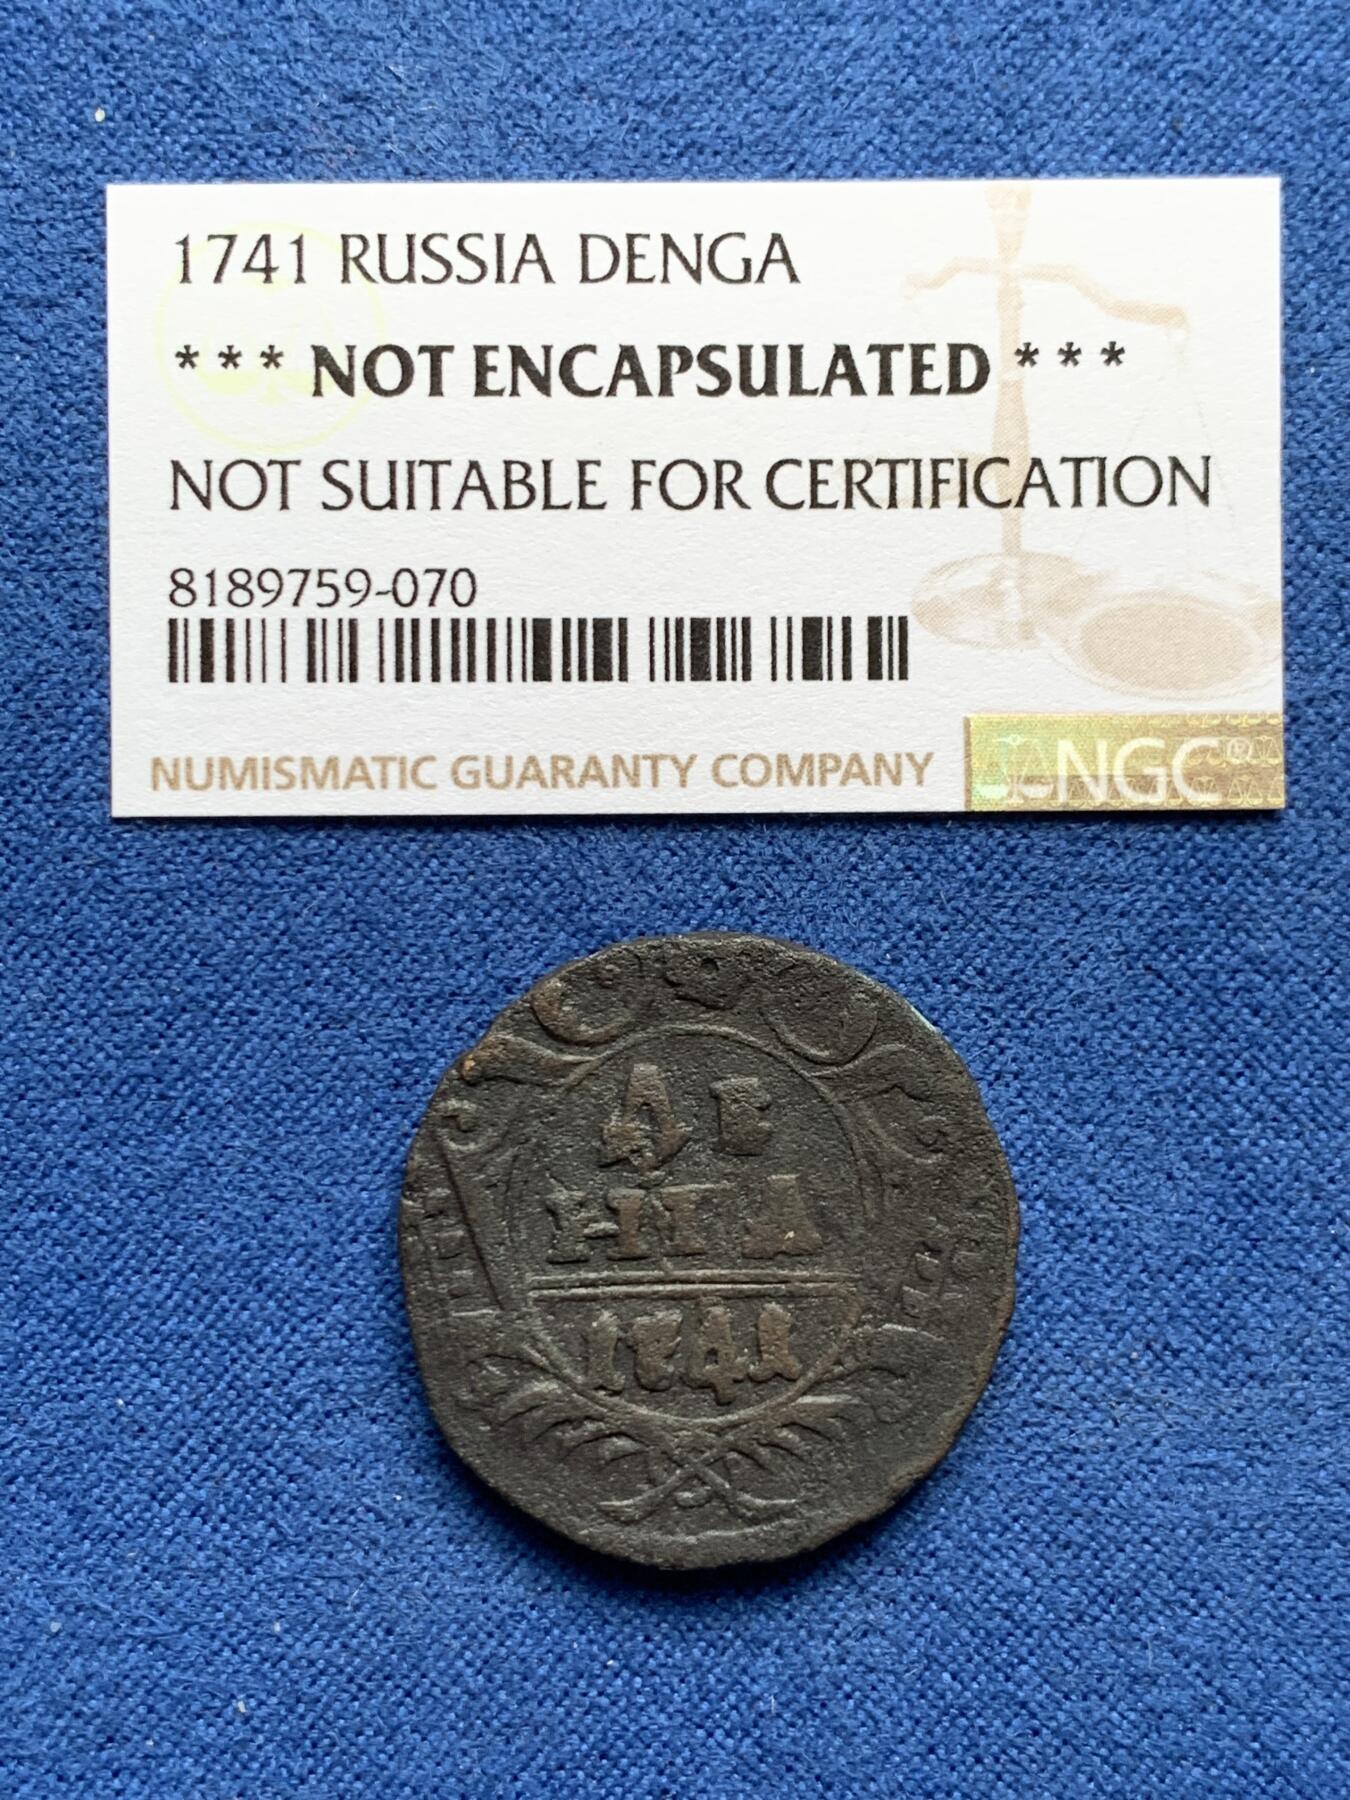 1741 RUSSIA DENGA
* * * NOT ENCAPSULATED * * *
NOT SUITABLE FOR CERTIFICATION
8189759-070
NUMISMATIC GUARANTY COMPANY
NGC®
ДЕ
НГА
1741